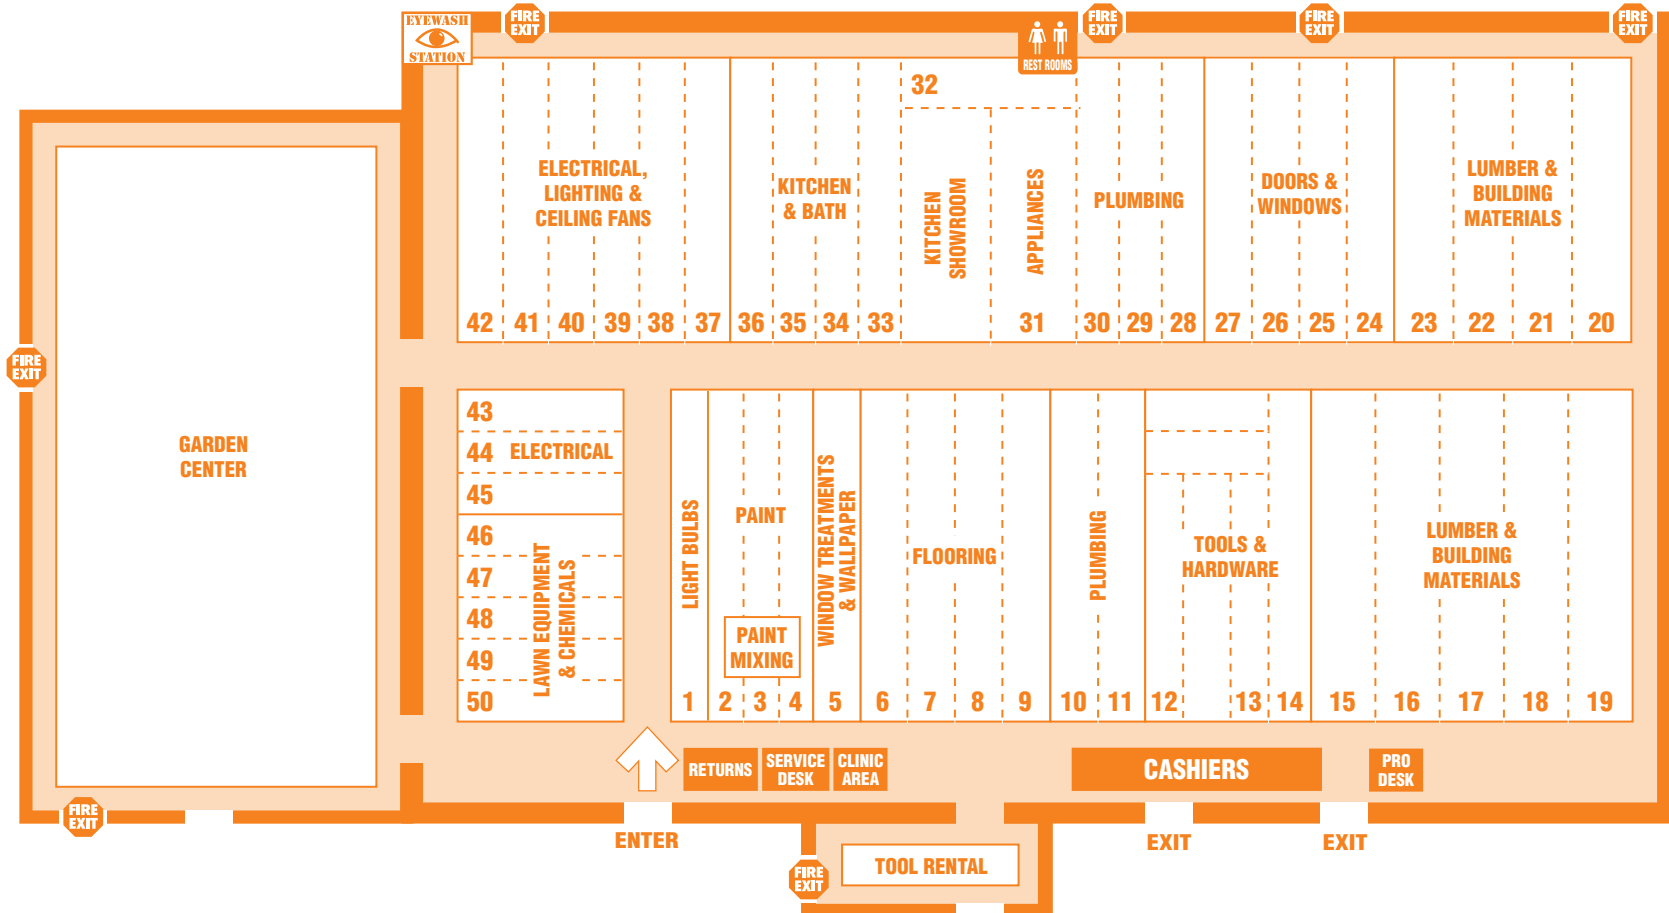 EYEWASH
STATION
FIRE
EXIT
REST ROOMS
FIRE
EXIT
FIRE
EXIT
FIRE
EXIT
32
ELECTRICAL,
LIGHTING &
CEILING FANS
KITCHEN
& BATH
KITCHEN
SHOWROOM
APPLIANCES
PLUMBING
DOORS &
WINDOWS
LUMBER &
BUILDING
MATERIALS
42 41 40 39 38 37 36 35 34 33 31 30 29 28 27 26 25 24 23 22 21 20
FIRE
EXIT
GARDEN
CENTER
43
44 ELECTRICAL
45
46
47
48
49
50
LAWN EQUIPMENT
& CHEMICALS
LIGHT BULBS
PAINT
PAINT
MIXING
WINDOW TREATMENTS
& WALLPAPER
FLOORING
PLUMBING
TOOLS &
HARDWARE
LUMBER &
BUILDING
MATERIALS
1 2 3 4 5 6 7 8 9 10 11 12 13 14 15 16 17 18 19
RETURNS
SERVICE
DESK
CLINIC
AREA
CASHIERS
PRO
DESK
FIRE
EXIT
ENTER
EXIT
EXIT
FIRE
EXIT
TOOL RENTAL